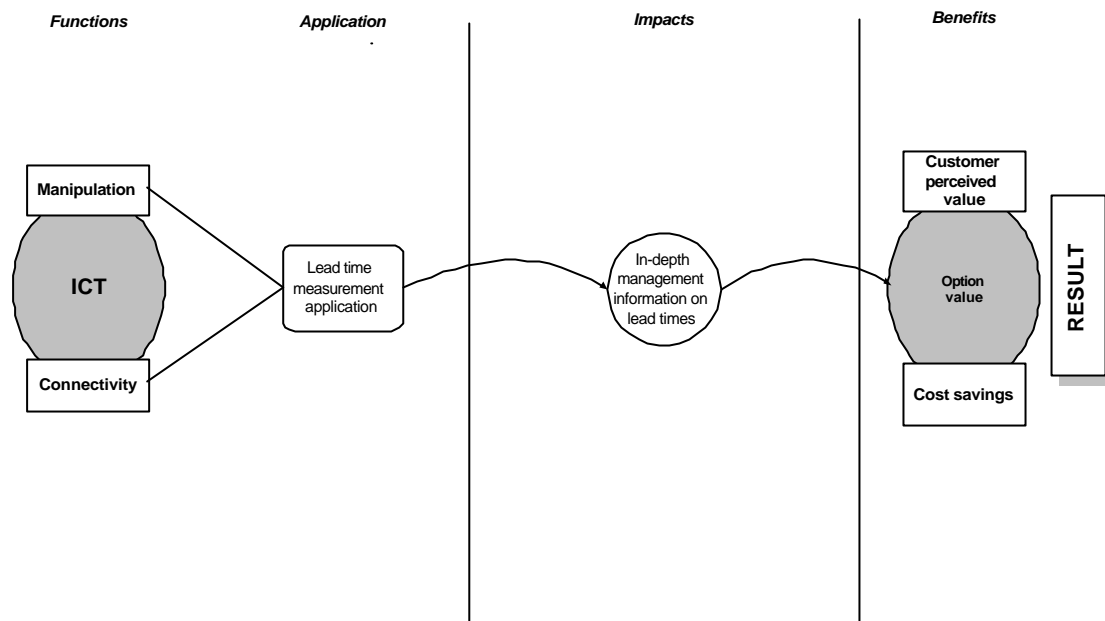 Functions
Application
Impacts
Benefits
.
Manipulation
ICT
Connectivity
Lead time
measurement
application
In-depth
management
information on
lead times
Customer
perceived
value
Option
value
Cost savings
RESULT